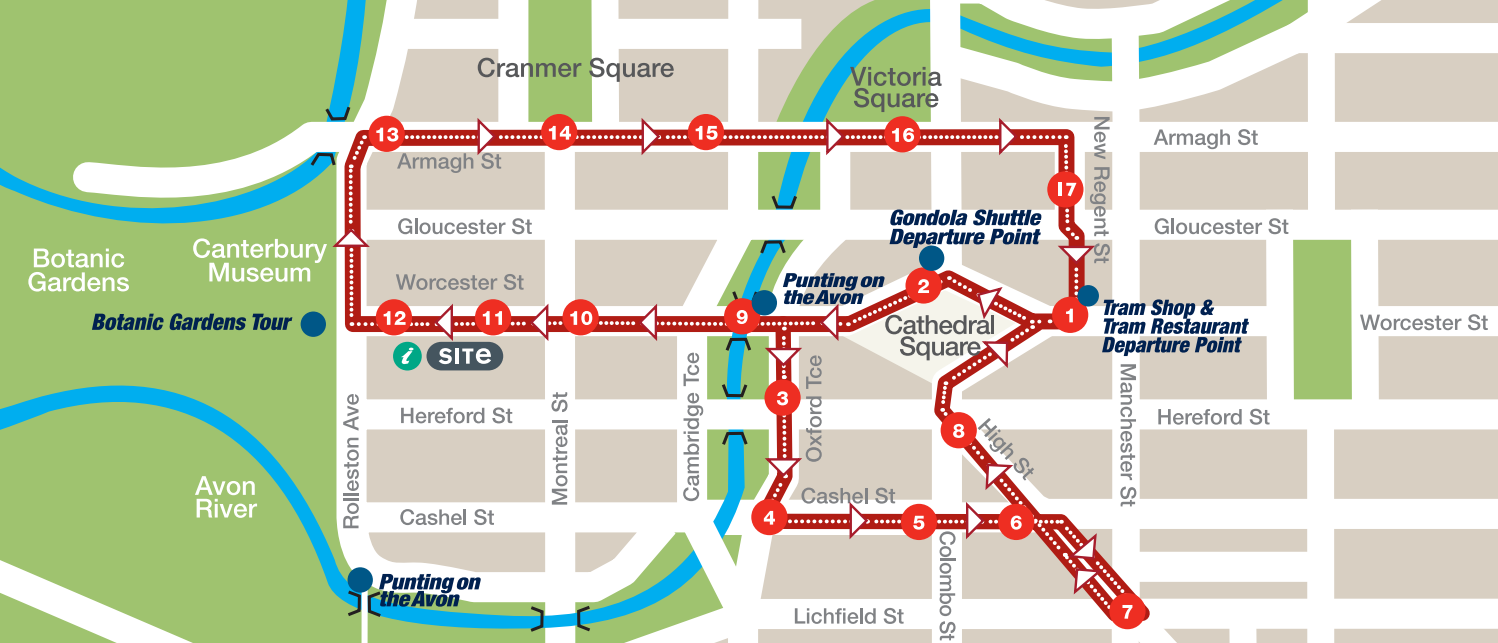 Cranmer Square
Victoria
Square
13
14
15
16
Armagh St
Armagh St
New Regent St
17
Gloucester St
Gloucester St
Gondola Shuttle
Departure Point
2
Botanic
Gardens
Canterbury
Museum
Worcester St
Punting on
the Avon
Botanic Gardens Tour
12
11
10
9
1
Cathedral
Square
Tram Shop &
Tram Restaurant
Departure Point
Worcester St
i SITE
Rolleston Ave
Montreal St
Cambridge Tce
3
Oxford Tce
Manchester St
Hereford St
Hereford St
8
High St
Avon
River
Cashel St
Cashel St
4
5
6
Colombo St
Punting on
the Avon
Lichfield St
7